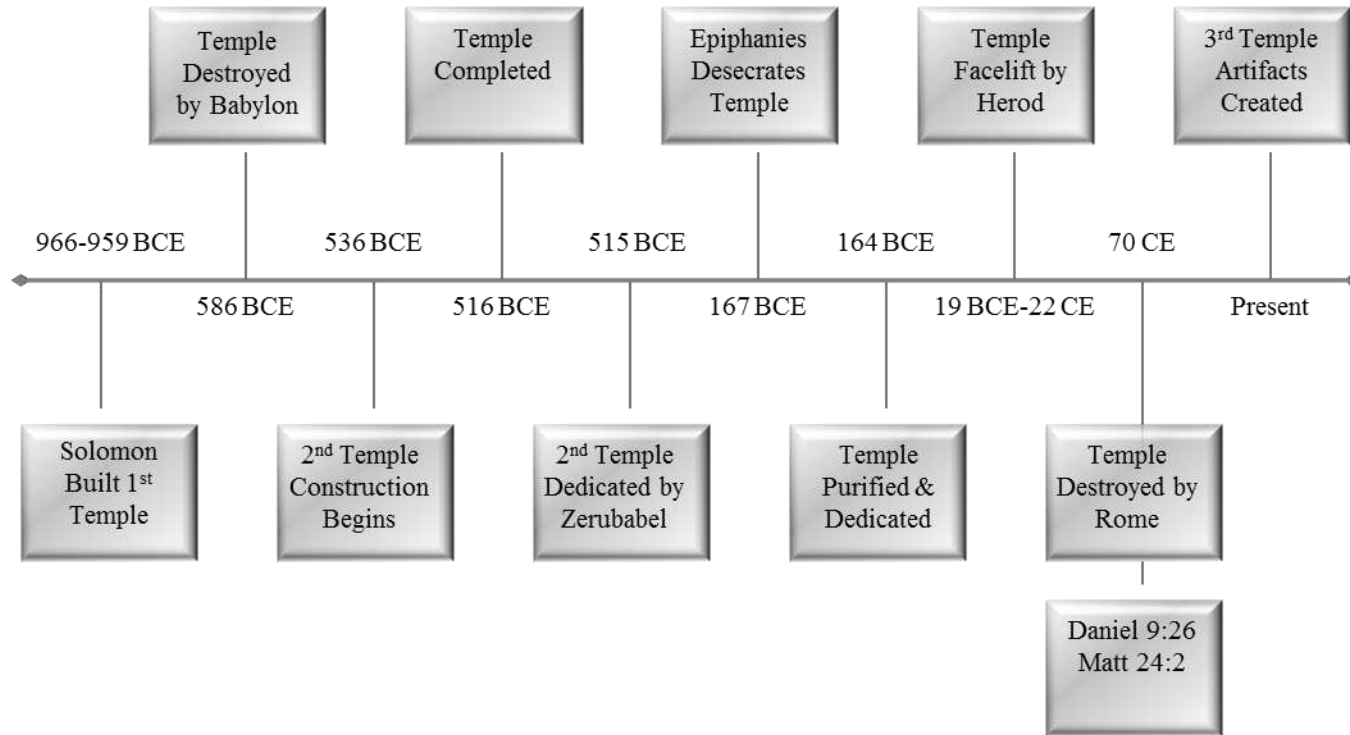 Temple
Destroyed
by Babylon
Temple
Completed
Epiphanies
Desecrates
Temple
Temple
Facelift by
Herod
3rd Temple
Artifacts
Created
966-959 BCE
536 BCE
515 BCE
164 BCE
70 CE
586 BCE
516 BCE
167 BCE
19 BCE-22 CE
Present
Solomon
Built 1st
Temple
2nd Temple
Construction
Begins
2nd Temple
Dedicated by
Zerubabel
Temple
Purified &
Dedicated
Temple
Destroyed by
Rome
Daniel 9:26
Matt 24:2